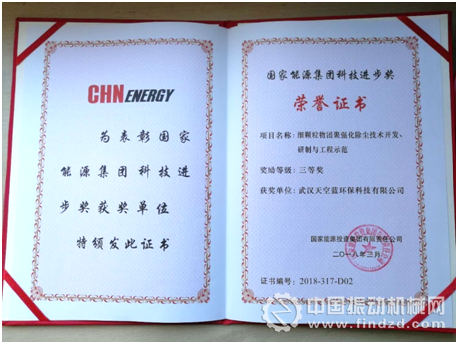 CHN ENERGY
为表彰国家
能源集团科技进
步奖获奖单位
特颁发此证书
国家能源集团科技进步奖
荣誉证书
项目名称：细颗粒物团聚强化除尘技术开发、
研制与工程示范
奖励等级：三等奖
获奖单位：武汉天空蓝环保科技有限公司
国家能源投资集团有限责任公司
二〇一八年三月
证书编号：2018-317-D02
中国振动机械网
www.findzd.com